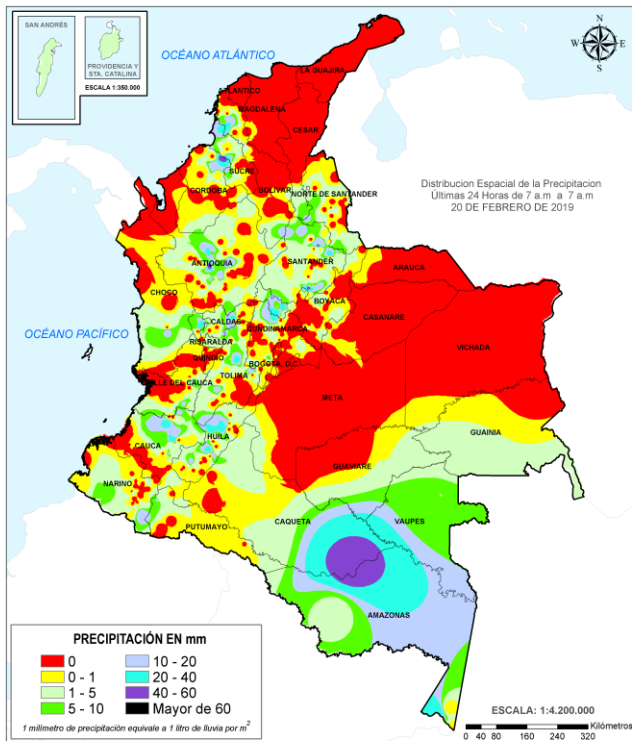 SAN ANDRÉS
PROVIDENCIA Y
STA. CATALINA
ESCALA 1:350.000
OCÉANO ATLÁNTICO
N
W
E
S
LA GUAJIRA
ATLANTICO
MAGDALENA
CESAR
SUCRE
CORDOBA
BOLIVAR
NORTE DE SANTANDER
Distribucion Espacial de la Precipitacion
Últimas 24 Horas de 7 a.m a 7 a.m
20 DE FEBRERO DE 2019
ANTIOQUIA
SANTANDER
ARAUCA
CHOCO
BOYACA
CASANARE
OCÉANO PACÍFICO
CALDAS
CUNDINAMARCA
VICHADA
RISARALDA
QUINDIO
BOGOTA, D.C.
TOLIMA
VALLE DEL CAUCA
META
HUILA
GUAINIA
CAUCA
GUAVIARE
NARIÑO
CAQUETA
VAUPES
PUTUMAYO
AMAZONAS
PRECIPITACIÓN EN mm
0
10 - 20
0 - 1
20 - 40
1 - 5
40 - 60
5 - 10
Mayor de 60
1 milimetro de precipitación equivale a 1 litro de lluvia por m²
ESCALA: 1:4.200.000
Kilómetros
0 40 80 160 240 320